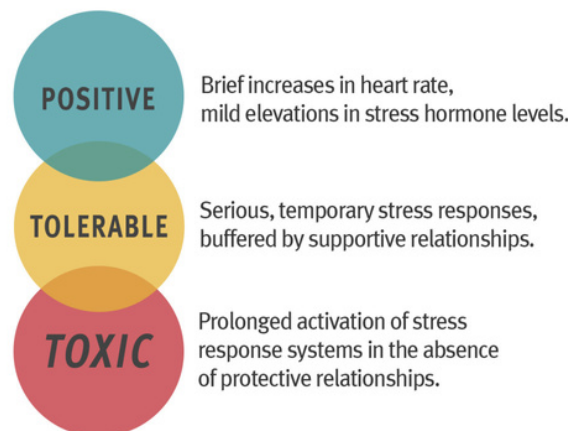 POSITIVE
Brief increases in heart rate,
mild elevations in stress hormone levels.
TOLERABLE
Serious, temporary stress responses,
buffered by supportive relationships.
TOXIC
Prolonged activation of stress
response systems in the absence
of protective relationships.